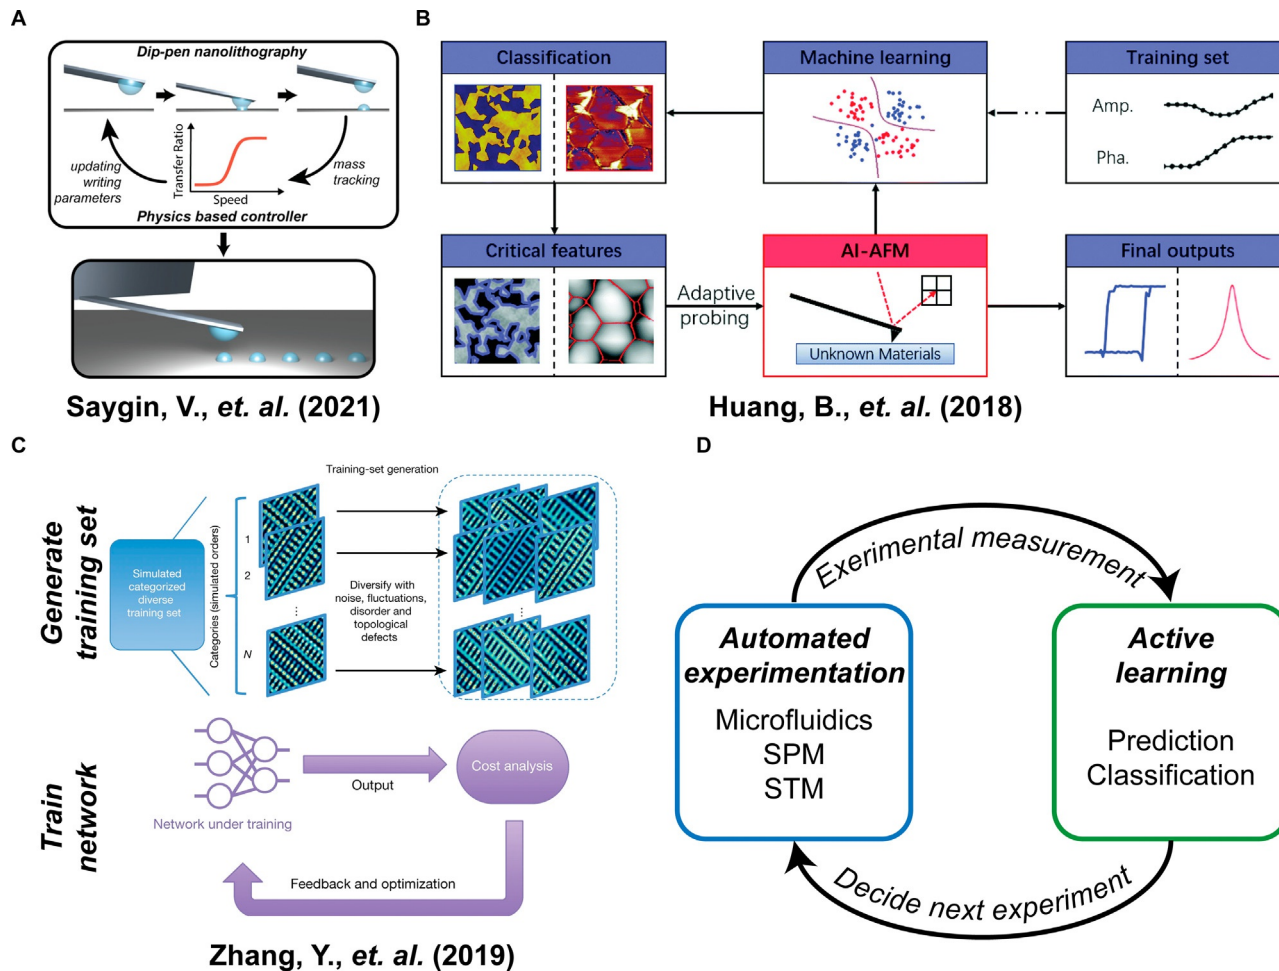 A
Dip-pen nanolithography
updating
writing
parameters
Transfer Ratio
Speed
mass
tracking
Physics based controller
Saygin, V., et. al. (2021)
B
Classification
Machine learning
Training set
Amp.
Pha.
Critical features
Adaptive
probing
AI-AFM
Unknown Materials
Final outputs
Huang, B., et. al. (2018)
C
Generate
training set
Simulated
categorized
diverse
training set
Categories (simulated orders)
1
2
...
N
Training-set generation
Diversify with
noise, fluctuations,
disorder and
topological
defects
...
Train
network
Network under training
Output
Cost analysis
Feedback and optimization
Zhang, Y., et. al. (2019)
D
Exerimental measurement
Automated
experimentation
Microfluidics
SPM
STM
Active
learning
Prediction
Classification
Decide next experiment